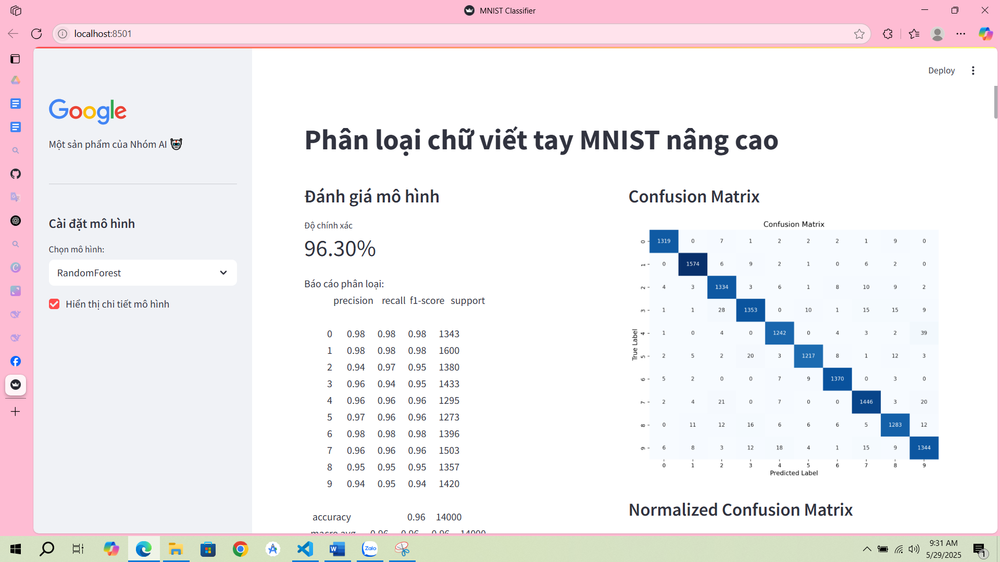 MNIST Classifier
localhost:8501
Deploy
Google
Một sản phẩm của Nhóm AI
Cài đặt mô hình
Chọn mô hình:
RandomForest
Hiển thị chi tiết mô hình
Phân loại chữ viết tay MNIST nâng cao
Đánh giá mô hình
Độ chính xác
96.30%
Báo cáo phân loại:
precision recall f1-score support
0 0.98 0.98 0.98 1343
1 0.98 0.98 0.98 1600
2 0.94 0.97 0.95 1380
3 0.96 0.94 0.95 1433
4 0.96 0.96 0.96 1295
5 0.97 0.96 0.96 1273
6 0.98 0.98 0.98 1396
7 0.96 0.96 0.96 1503
8 0.95 0.95 0.95 1357
9 0.94 0.95 0.94 1420
accuracy 0.96 14000
macro avg 0.96 0.96 0.96 14000
Confusion Matrix
Confusion Matrix
True Label
0 1319 0 7 1 2 2 2 1 9 0
1 0 1574 6 9 2 1 0 6 2 0
2 4 3 1334 3 6 1 8 10 9 2
3 1 1 28 1353 0 10 1 15 15 9
4 1 0 4 0 1242 0 4 3 2 39
5 2 5 2 20 3 1217 8 1 12 3
6 5 2 0 0 7 9 1370 0 3 0
7 2 4 21 0 7 0 0 1446 3 20
8 0 11 12 16 6 6 6 5 1283 12
9 6 8 3 12 18 4 1 15 9 1344
0 1 2 3 4 5 6 7 8 9
Predicted Label
Normalized Confusion Matrix
Zalo
9:31 AM
5/29/2025
1